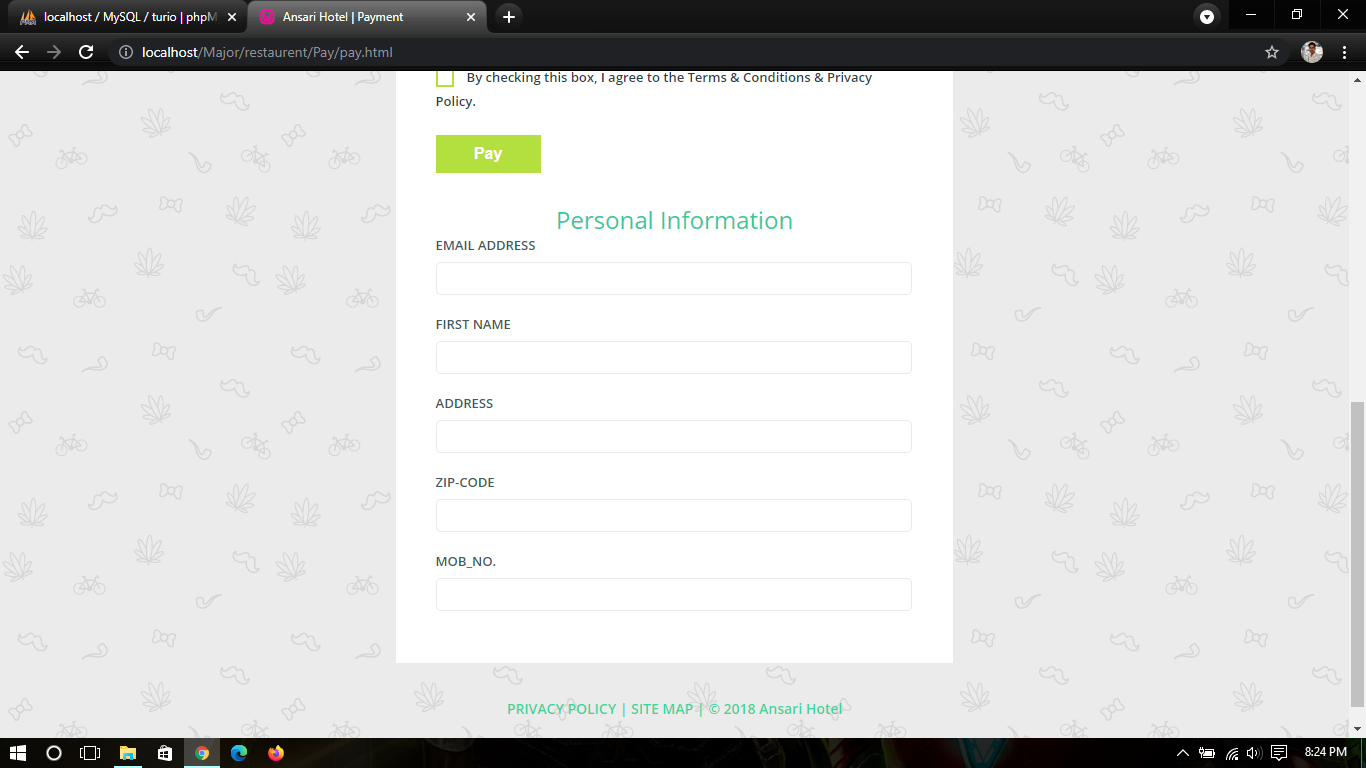 localhost / MySQL / turio | phpM
Ansari Hotel | Payment
localhost/Major/restaurent/Pay/pay.html
By checking this box, I agree to the Terms & Conditions & Privacy
Policy.
Pay
Personal Information
EMAIL ADDRESS
FIRST NAME
ADDRESS
ZIP-CODE
MOB_NO.
PRIVACY POLICY | SITE MAP | © 2018 Ansari Hotel
8:24 PM